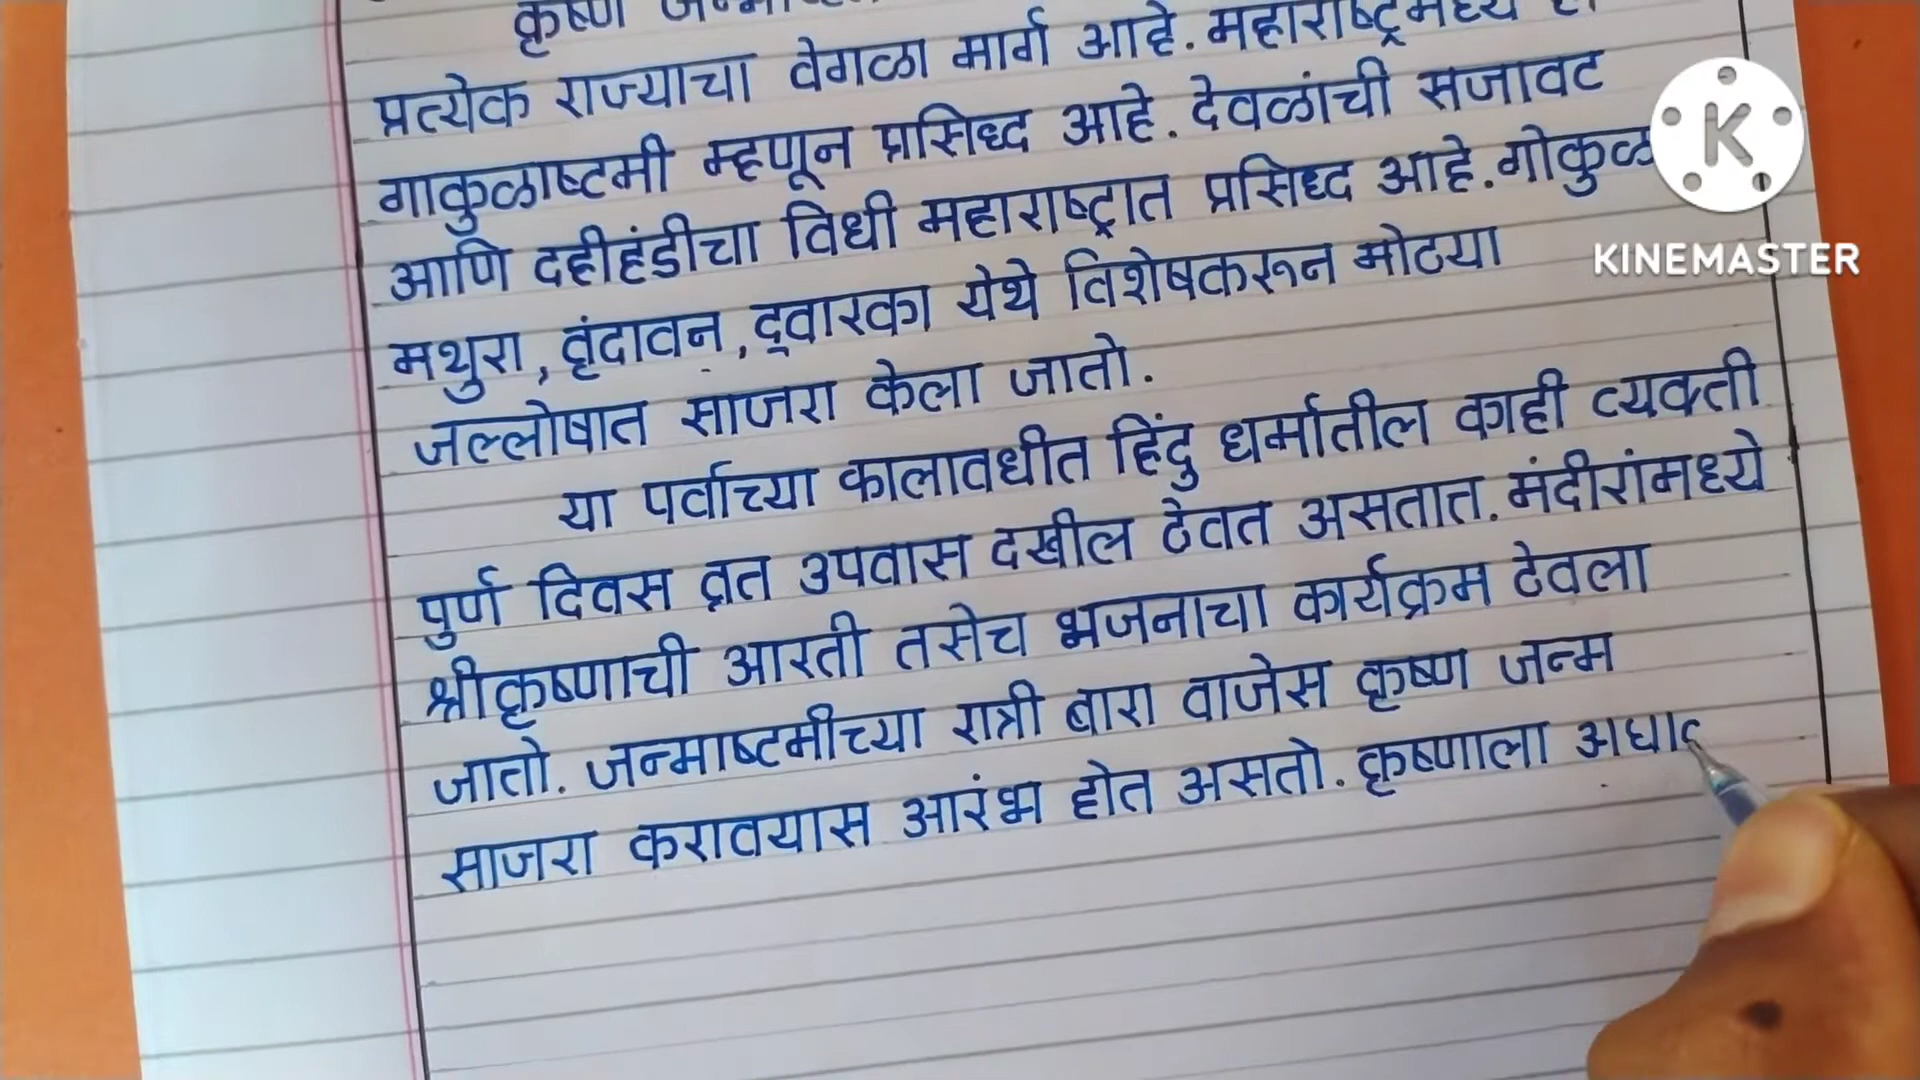 कृष्ण
प्रत्येक राज्याचा वेगळा मार्ग आहे. महाराष्ट्रमध्ये
गाकुळाष्टमी म्हणून प्रसिध्द आहे. देवळांची सजावट
आणि दहीहंडीचा विधी महाराष्ट्रात प्रसिध्द आहे. गोकुळ
मथुरा, वृंदावन, द्वारका येथे विशेषकरून मोठया
जल्लोषात साजरा केला जातो.
या पर्वाच्या कालावधीत हिंदु धर्मातील काही व्यक्ती
पुर्ण दिवस व्रत उपवास दखील ठेवत असतात. मंदीरांमध्ये
श्रीकृष्णाची आरती तसेच भजनाचा कार्यक्रम ठेवला
जातो. जन्माष्टमीच्या रात्री बारा वाजेस कृष्ण जन्म
साजरा करावयास आरंभ होत असतो. कृष्णाला
K
KINEMASTER